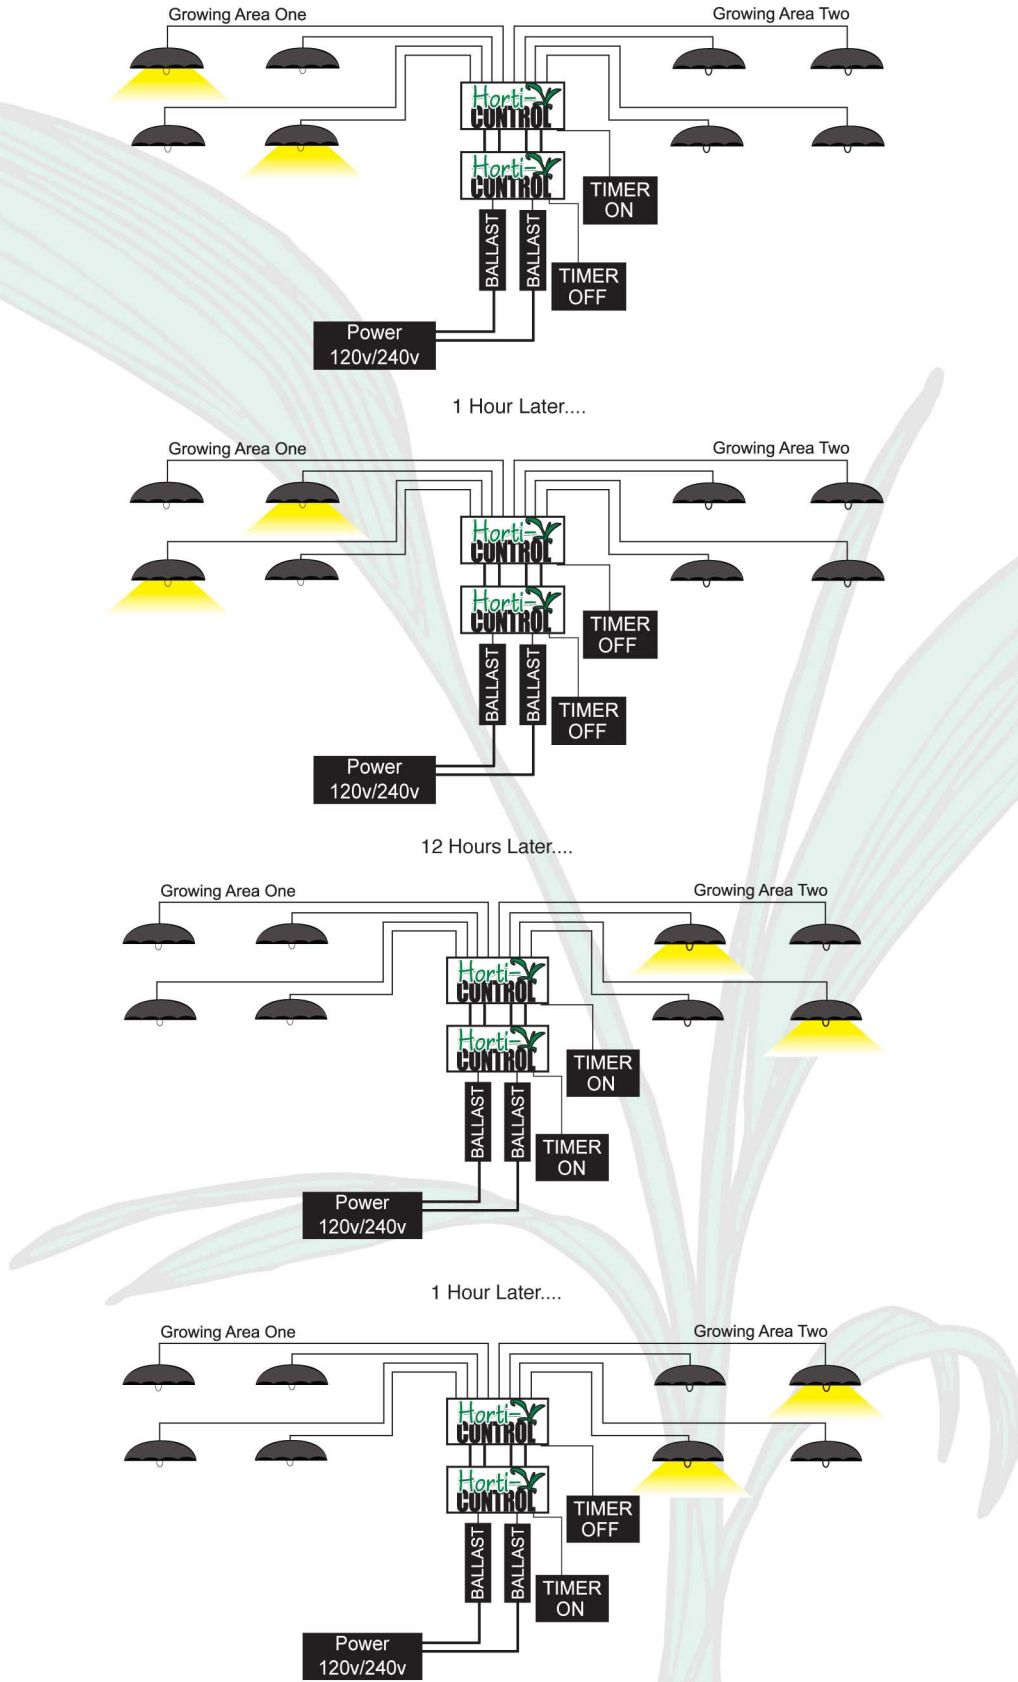 Growing Area One
Growing Area Two
Horti-
CONTROL
Horti-
CONTROL
TIMER
ON
BALLAST
BALLAST
TIMER
OFF
Power
120v/240v
1 Hour Later....
Growing Area One
Growing Area Two
Horti-
CONTROL
Horti-
CONTROL
TIMER
OFF
BALLAST
BALLAST
TIMER
OFF
Power
120v/240v
12 Hours Later....
Growing Area One
Growing Area Two
Horti-
CONTROL
Horti-
CONTROL
TIMER
ON
BALLAST
BALLAST
TIMER
ON
Power
120v/240v
1 Hour Later....
Growing Area One
Growing Area Two
Horti-
CONTROL
Horti-
CONTROL
TIMER
OFF
BALLAST
BALLAST
TIMER
ON
Power
120v/240v